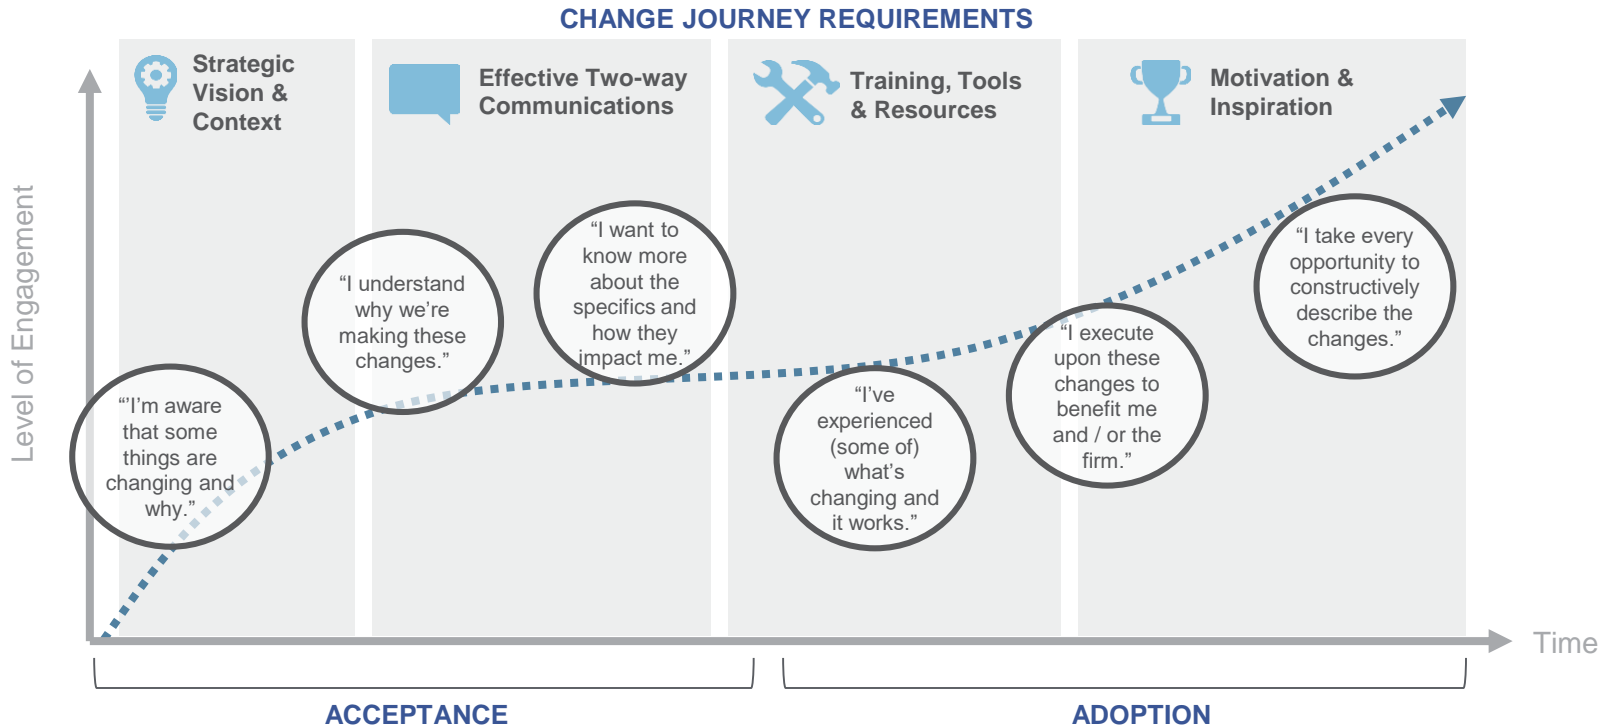 CHANGE JOURNEY REQUIREMENTS
Strategic
Vision &
Context
Effective Two-way
Communications
Training, Tools
& Resources
Motivation &
Inspiration
Level of Engagement
“’I’m aware
that some
things are
changing and
why.”
“I understand
why we’re
making these
changes.”
“I want to
know more
about the
specifics and
how they
impact me.”
“I’ve
experienced
(some of)
what’s
changing and
it works.”
“I execute
upon these
changes to
benefit me
and / or the
firm.”
“I take every
opportunity to
constructively
describe the
changes.”
Time
ACCEPTANCE
ADOPTION